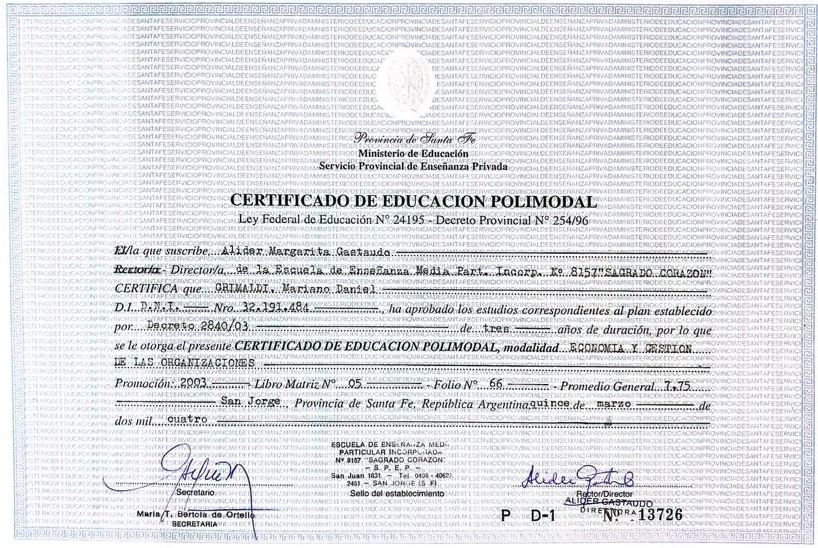 Provincia de Santa Fe
Ministerio de Educación
Servicio Provincial de Enseñanza Privada
CERTIFICADO DE EDUCACION POLIMODAL
Ley Federal de Educación N° 24195 - Decreto Provincial N° 254/96
El/la que suscribe, Alider Margarita Gastaudo
Rector/a - Director/a de la Escuela de Enseñanza Media Part. Incorp. Nº 8157"SAGRADO CORAZON"
CERTIFICA que GRIMALDI, Mariano Daniel
D.I. D.N.I. Nro. 32.191.484 , ha aprobado los estudios correspondientes al plan establecido
por Decreto 2840/03 de tres años de duración, por lo que
se le otorga el presente CERTIFICADO DE EDUCACION POLIMODAL, modalidad ECONOMIA Y GESTION
DE LAS ORGANIZACIONES
Promoción: 2003 - Libro Matriz N° 05 - Folio N° 66 - Promedio General 7,75
San Jorge , Provincia de Santa Fe, República Argentina, quince de marzo de
dos mil cuatro
ESCUELA DE ENSEÑANZA MEDIA
PARTICULAR INCORPORADA
Nº 8157 "SAGRADO CORAZON"
- S. P. E. P. -
San Juan 1631 - Tel. 0406 -
2451 - SAN JORGE (S F)
Sello del establecimiento
Secretario
María T. Bertola de Ortello
SECRETARIA
Rector/Director
ALIDER GASTAUDO
DIRECTORA
P D-1 Nº 13726